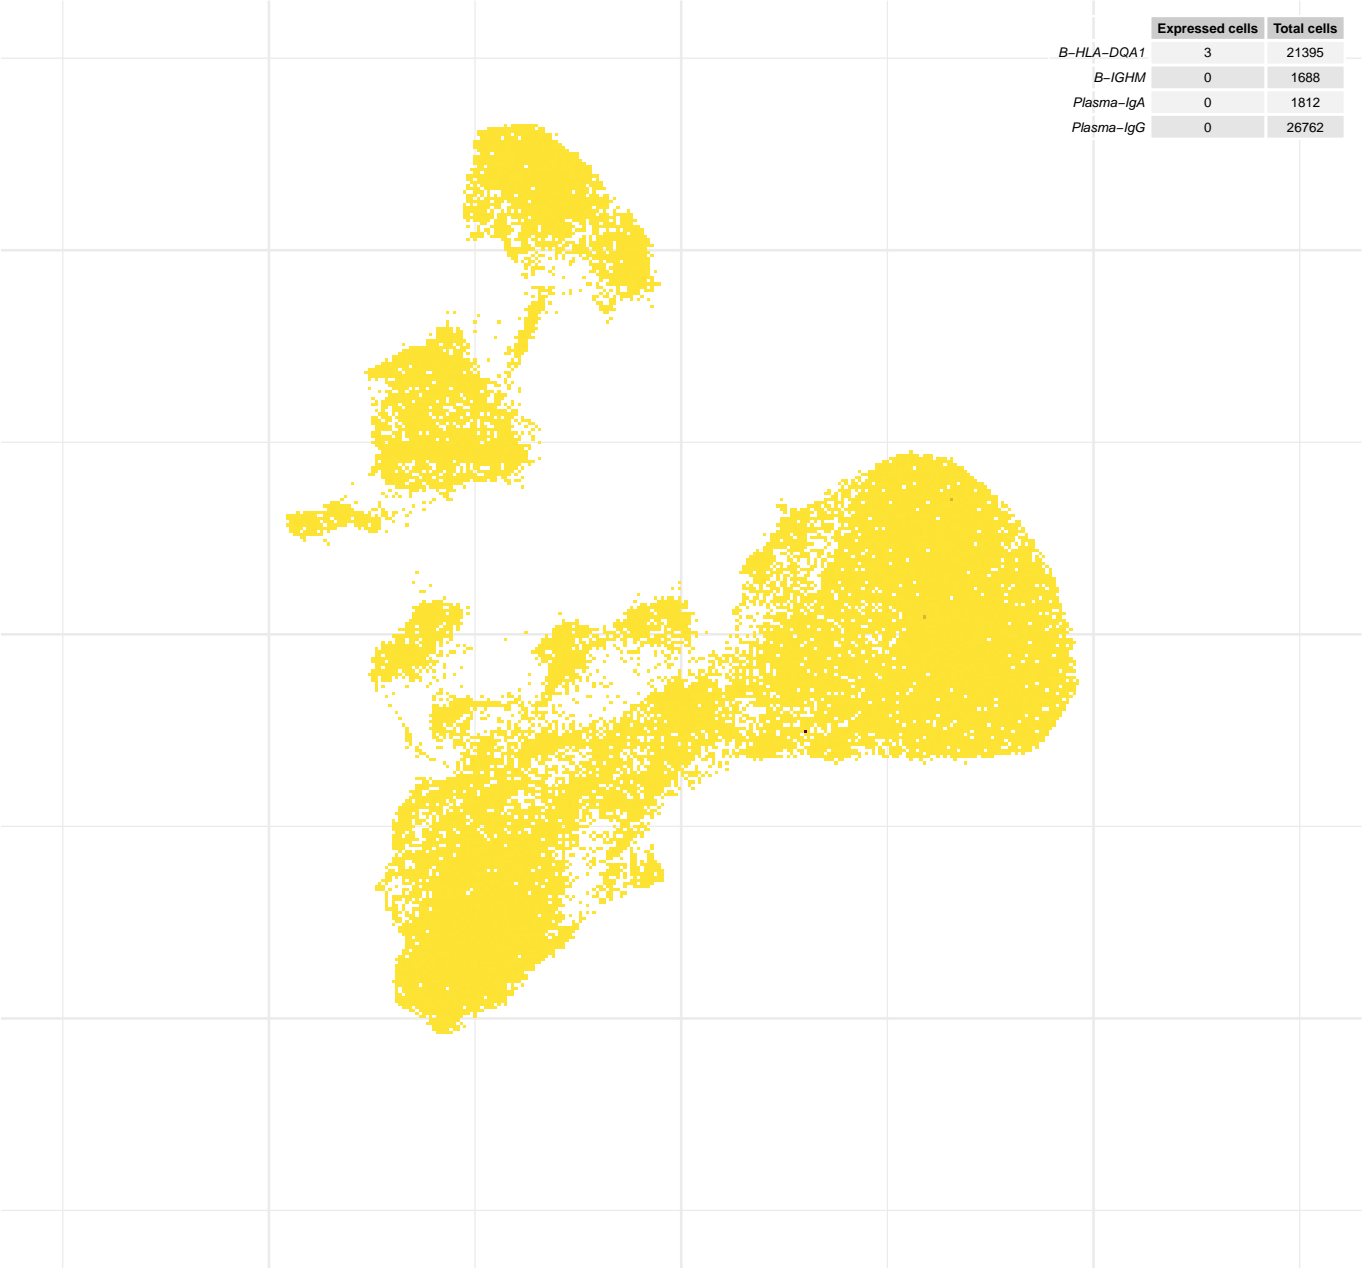 Expressed cells Total cells
B−HLA−DQA1 3 21395
B−IGHM 0 1688
Plasma−IgA 0 1812
Plasma−IgG 0 26762